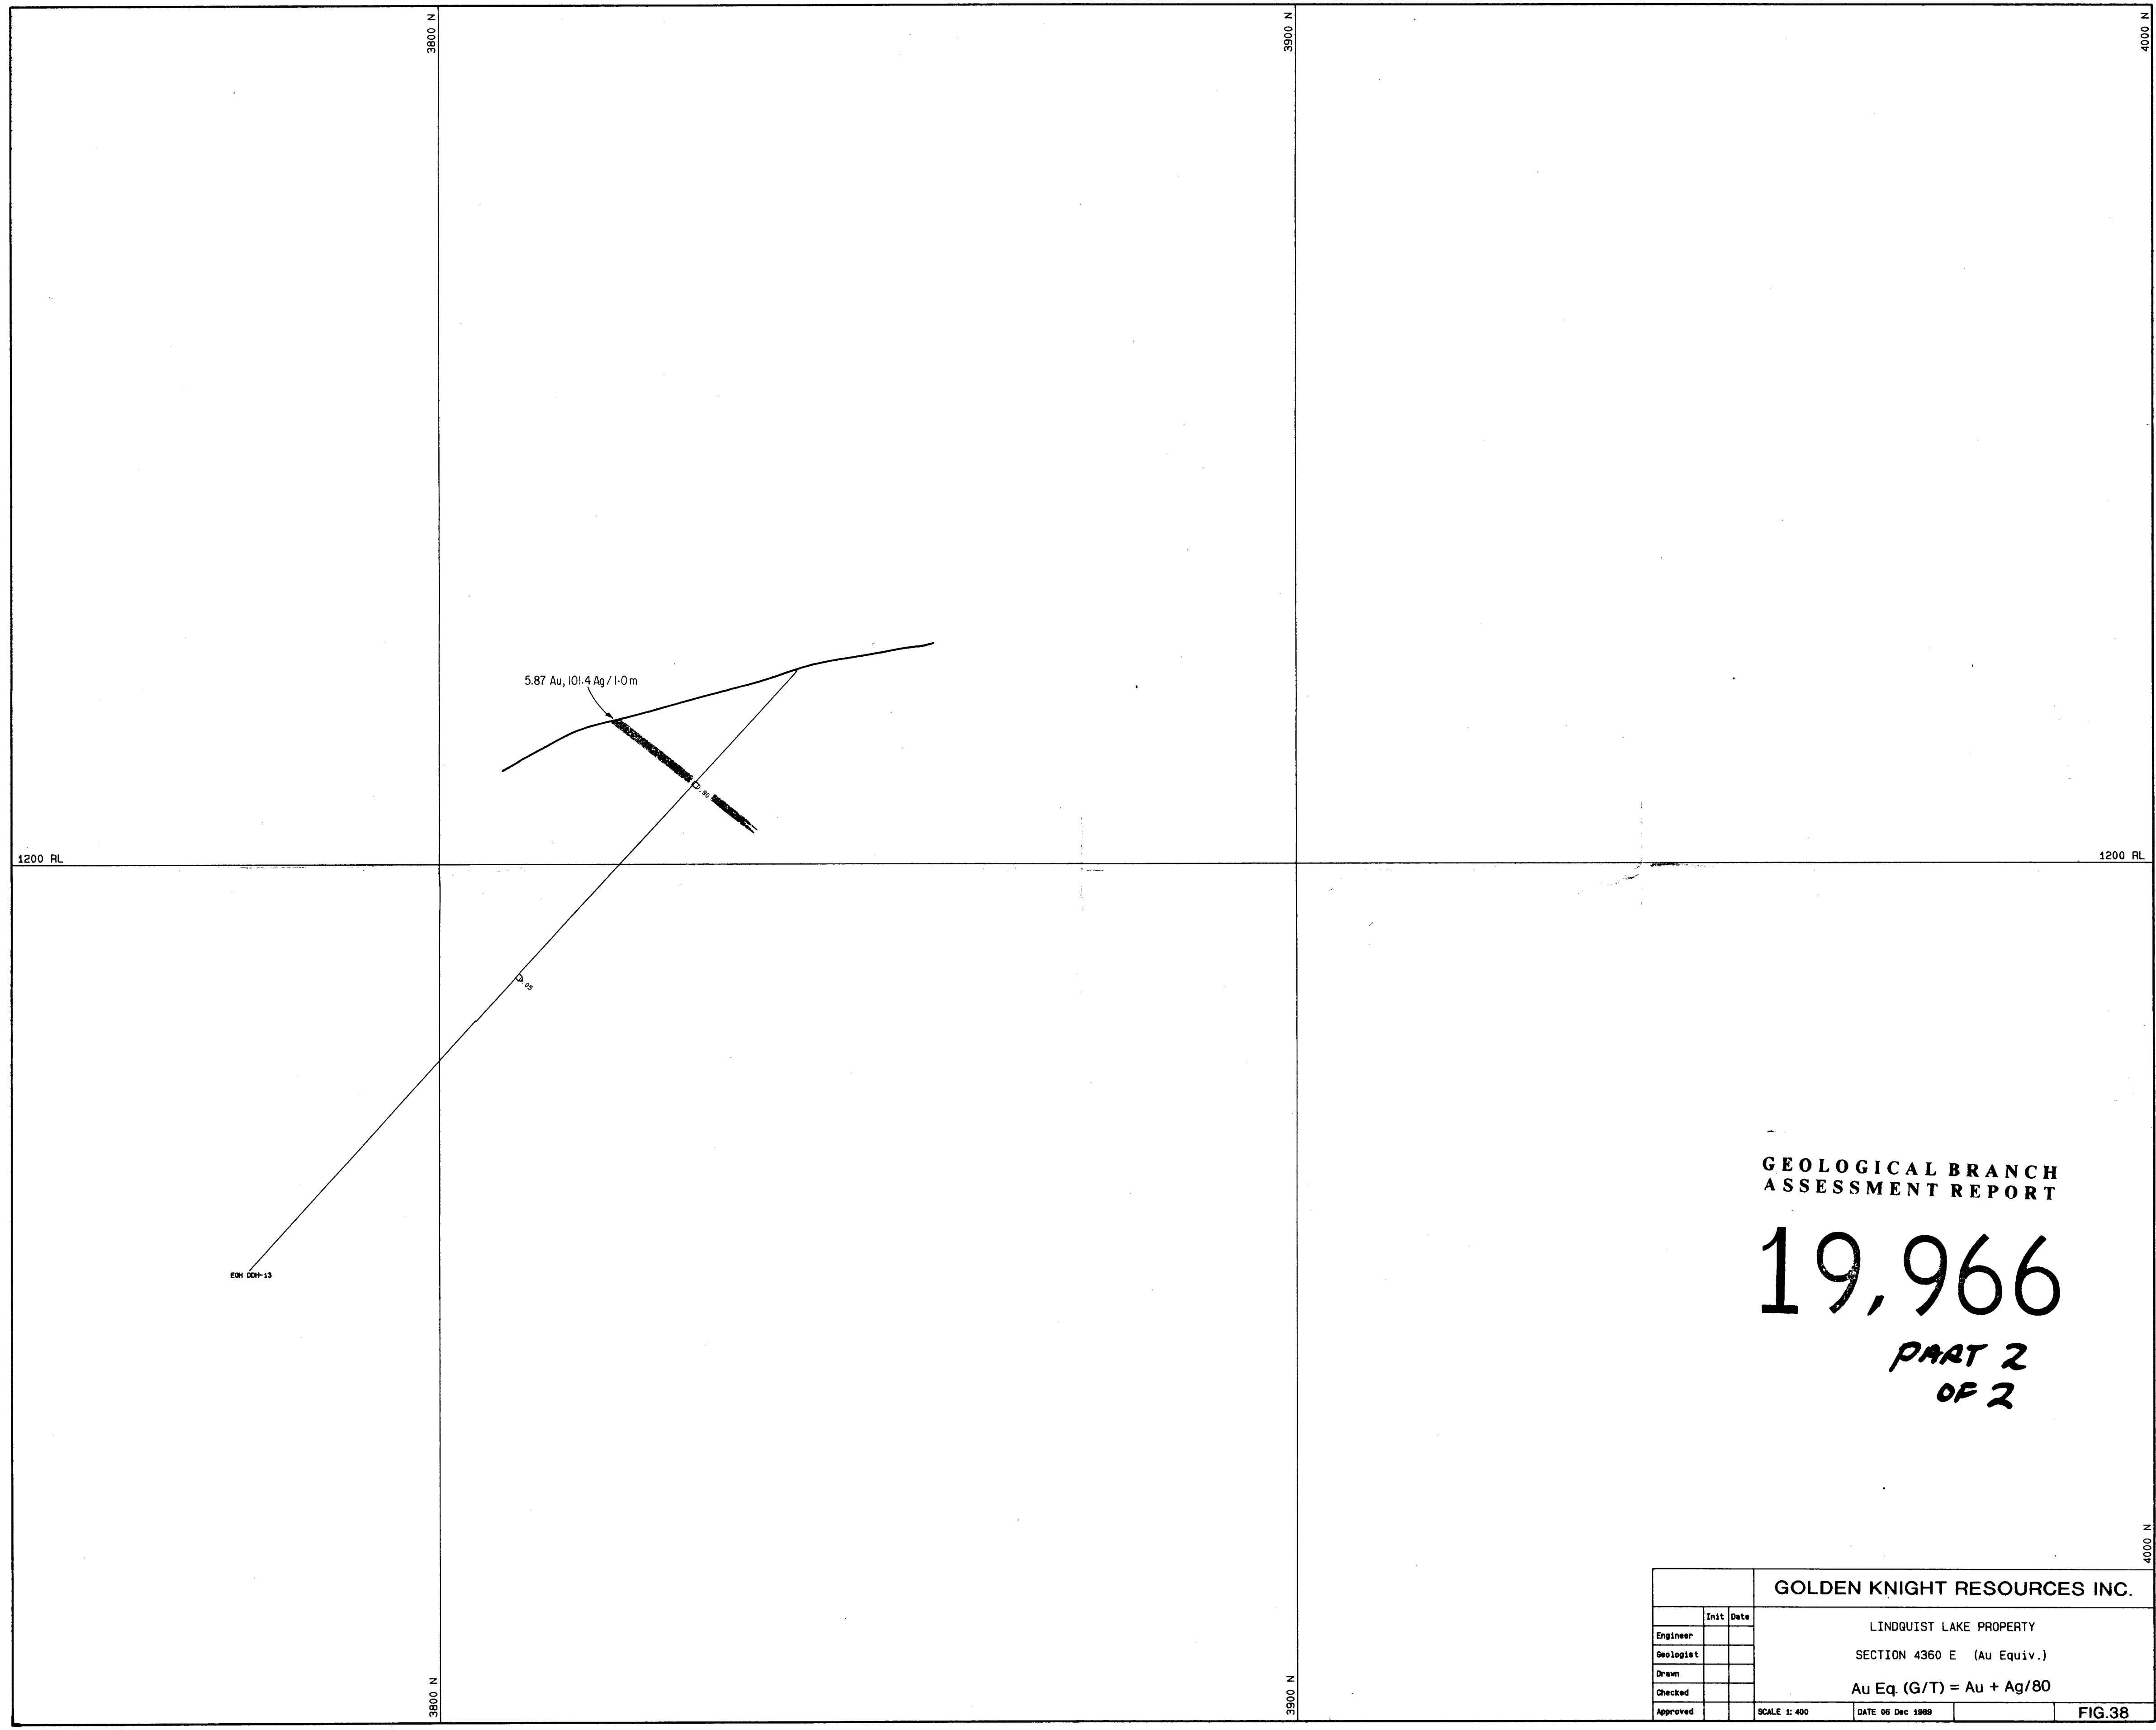 3800 N
3900 N
4000 N
5.87 Au, 101.4 Ag / 1.0 m
.90
1200 RL
1200 RL
.05
EOH DDH-13
GEOLOGICAL BRANCH
ASSESSMENT REPORT
19,966
PART 2
OF 2
4000 N
3800 N
3900 N
GOLDEN KNIGHT RESOURCES INC.
Init Date
Engineer
Geologist
Drawn
Checked
Approved
LINDQUIST LAKE PROPERTY
SECTION 4360 E (Au Equiv.)
Au Eq. (G/T) = Au + Ag/80
SCALE 1: 400
DATE 06 Dec 1989
FIG.38